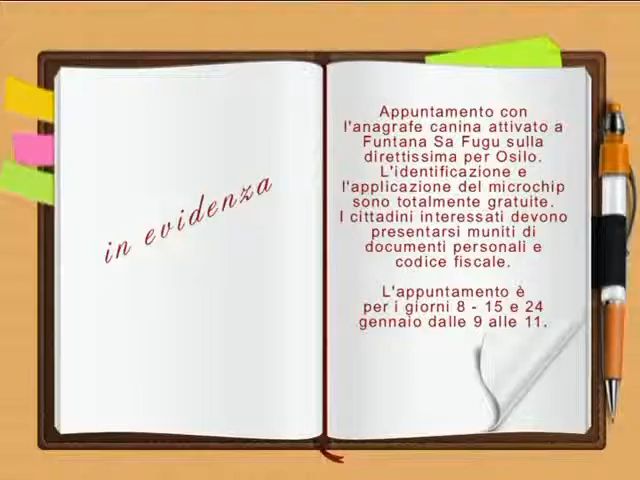 in evidenza
Appuntamento con
l'anagrafe canina attivato a
Funtana Sa Fugu sulla
direttissima per Osilo.
L'identificazione e
l'applicazione del microchip
sono totalmente gratuite.
I cittadini interessati devono
presentarsi muniti di
documenti personali e
codice fiscale.
L'appuntamento è
per i giorni 8 - 15 e 24
gennaio dalle 9 alle 11.